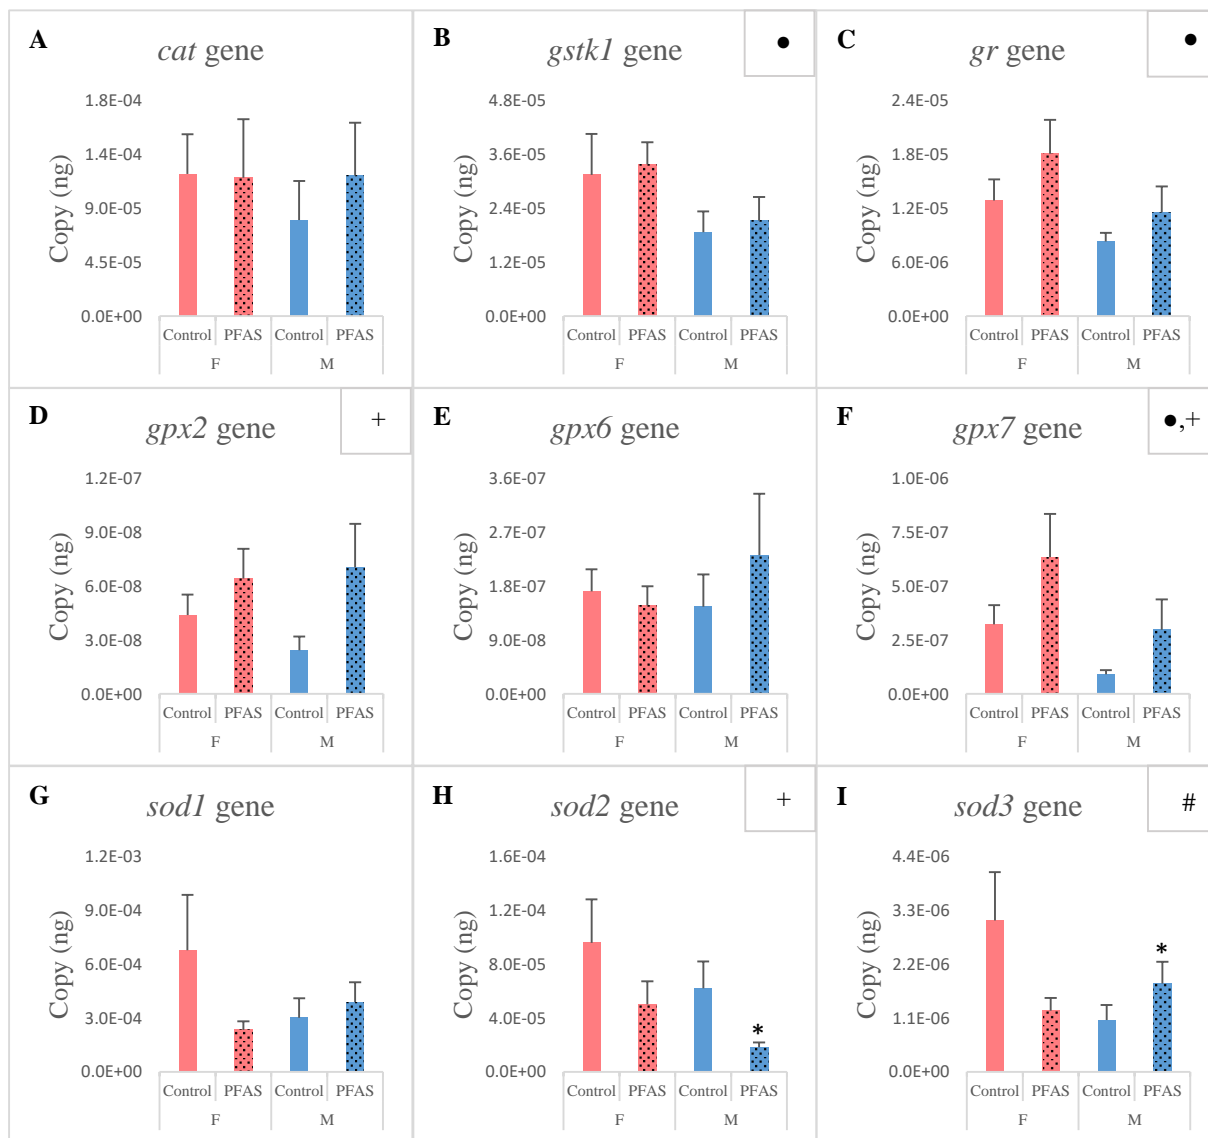 A
cat gene
Copy (ng)
1.8E-04
1.4E-04
9.0E-05
4.5E-05
0.0E+00
Control PFAS Control PFAS
F M
B
gstk1 gene
●
Copy (ng)
4.8E-05
3.6E-05
2.4E-05
1.2E-05
0.0E+00
Control PFAS Control PFAS
F M
C
gr gene
●
Copy (ng)
2.4E-05
1.8E-05
1.2E-05
6.0E-06
0.0E+00
Control PFAS Control PFAS
F M
D
gpx2 gene
+
Copy (ng)
1.2E-07
9.0E-08
6.0E-08
3.0E-08
0.0E+00
Control PFAS Control PFAS
F M
E
gpx6 gene
Copy (ng)
3.6E-07
2.7E-07
1.8E-07
9.0E-08
0.0E+00
Control PFAS Control PFAS
F M
F
gpx7 gene
●,+
Copy (ng)
1.0E-06
7.5E-07
5.0E-07
2.5E-07
0.0E+00
Control PFAS Control PFAS
F M
G
sod1 gene
Copy (ng)
1.2E-03
9.0E-04
6.0E-04
3.0E-04
0.0E+00
Control PFAS Control PFAS
F M
H
sod2 gene
+
Copy (ng)
1.6E-04
1.2E-04
8.0E-05
4.0E-05
0.0E+00
*
Control PFAS Control PFAS
F M
I
sod3 gene
#
Copy (ng)
4.4E-06
3.3E-06
2.2E-06
1.1E-06
0.0E+00
*
Control PFAS Control PFAS
F M